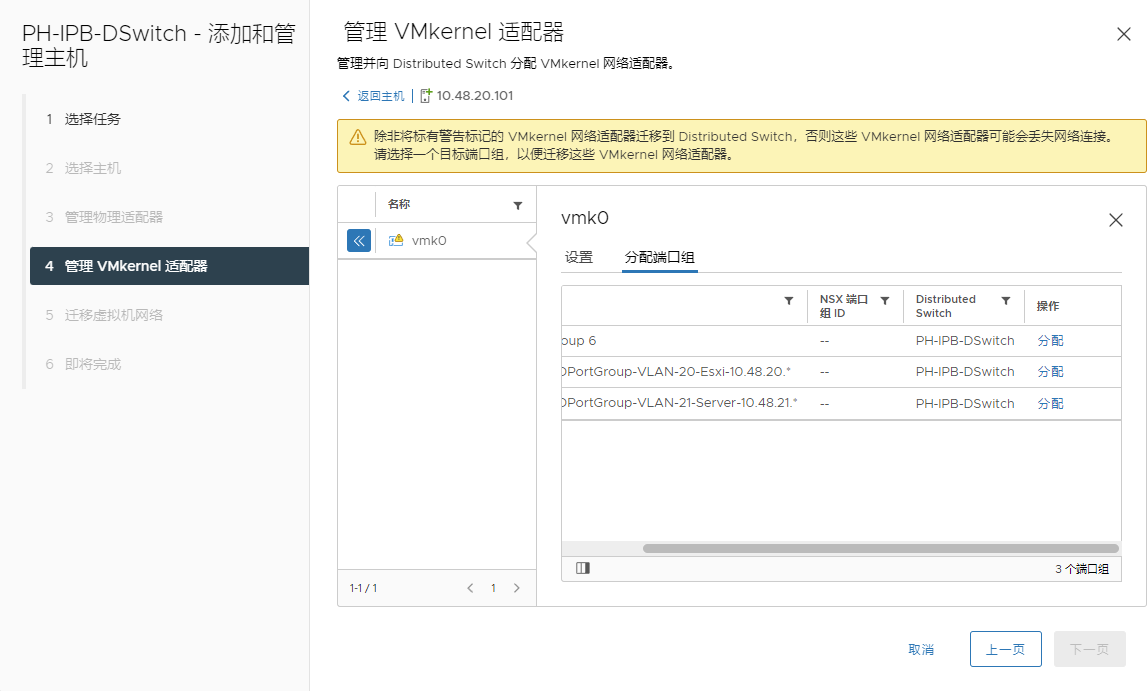 PH-IPB-DSwitch - 添加和管
理主机
1 选择任务
2 选择主机
3 管理物理适配器
4 管理 VMkernel 适配器
5 迁移虚拟机网络
6 即将完成
管理 VMkernel 适配器
管理并向 Distributed Switch 分配 VMkernel 网络适配器。
返回主机 | 10.48.20.101
除非将标有警告标记的 VMkernel 网络适配器迁移到 Distributed Switch，否则这些 VMkernel 网络适配器可能会丢失网络连接。
请选择一个目标端口组，以便迁移这些 VMkernel 网络适配器。
名称
vmk0
1-1 / 1
1
vmk0
设置 分配端口组
NSX 端口 Distributed 操作
组 ID Switch
oup 6 -- PH-IPB-DSwitch 分配
DPortGroup-VLAN-20-Esxi-10.48.20.* -- PH-IPB-DSwitch 分配
DPortGroup-VLAN-21-Server-10.48.21.* -- PH-IPB-DSwitch 分配
3 个端口组
取消 上一页 下一页